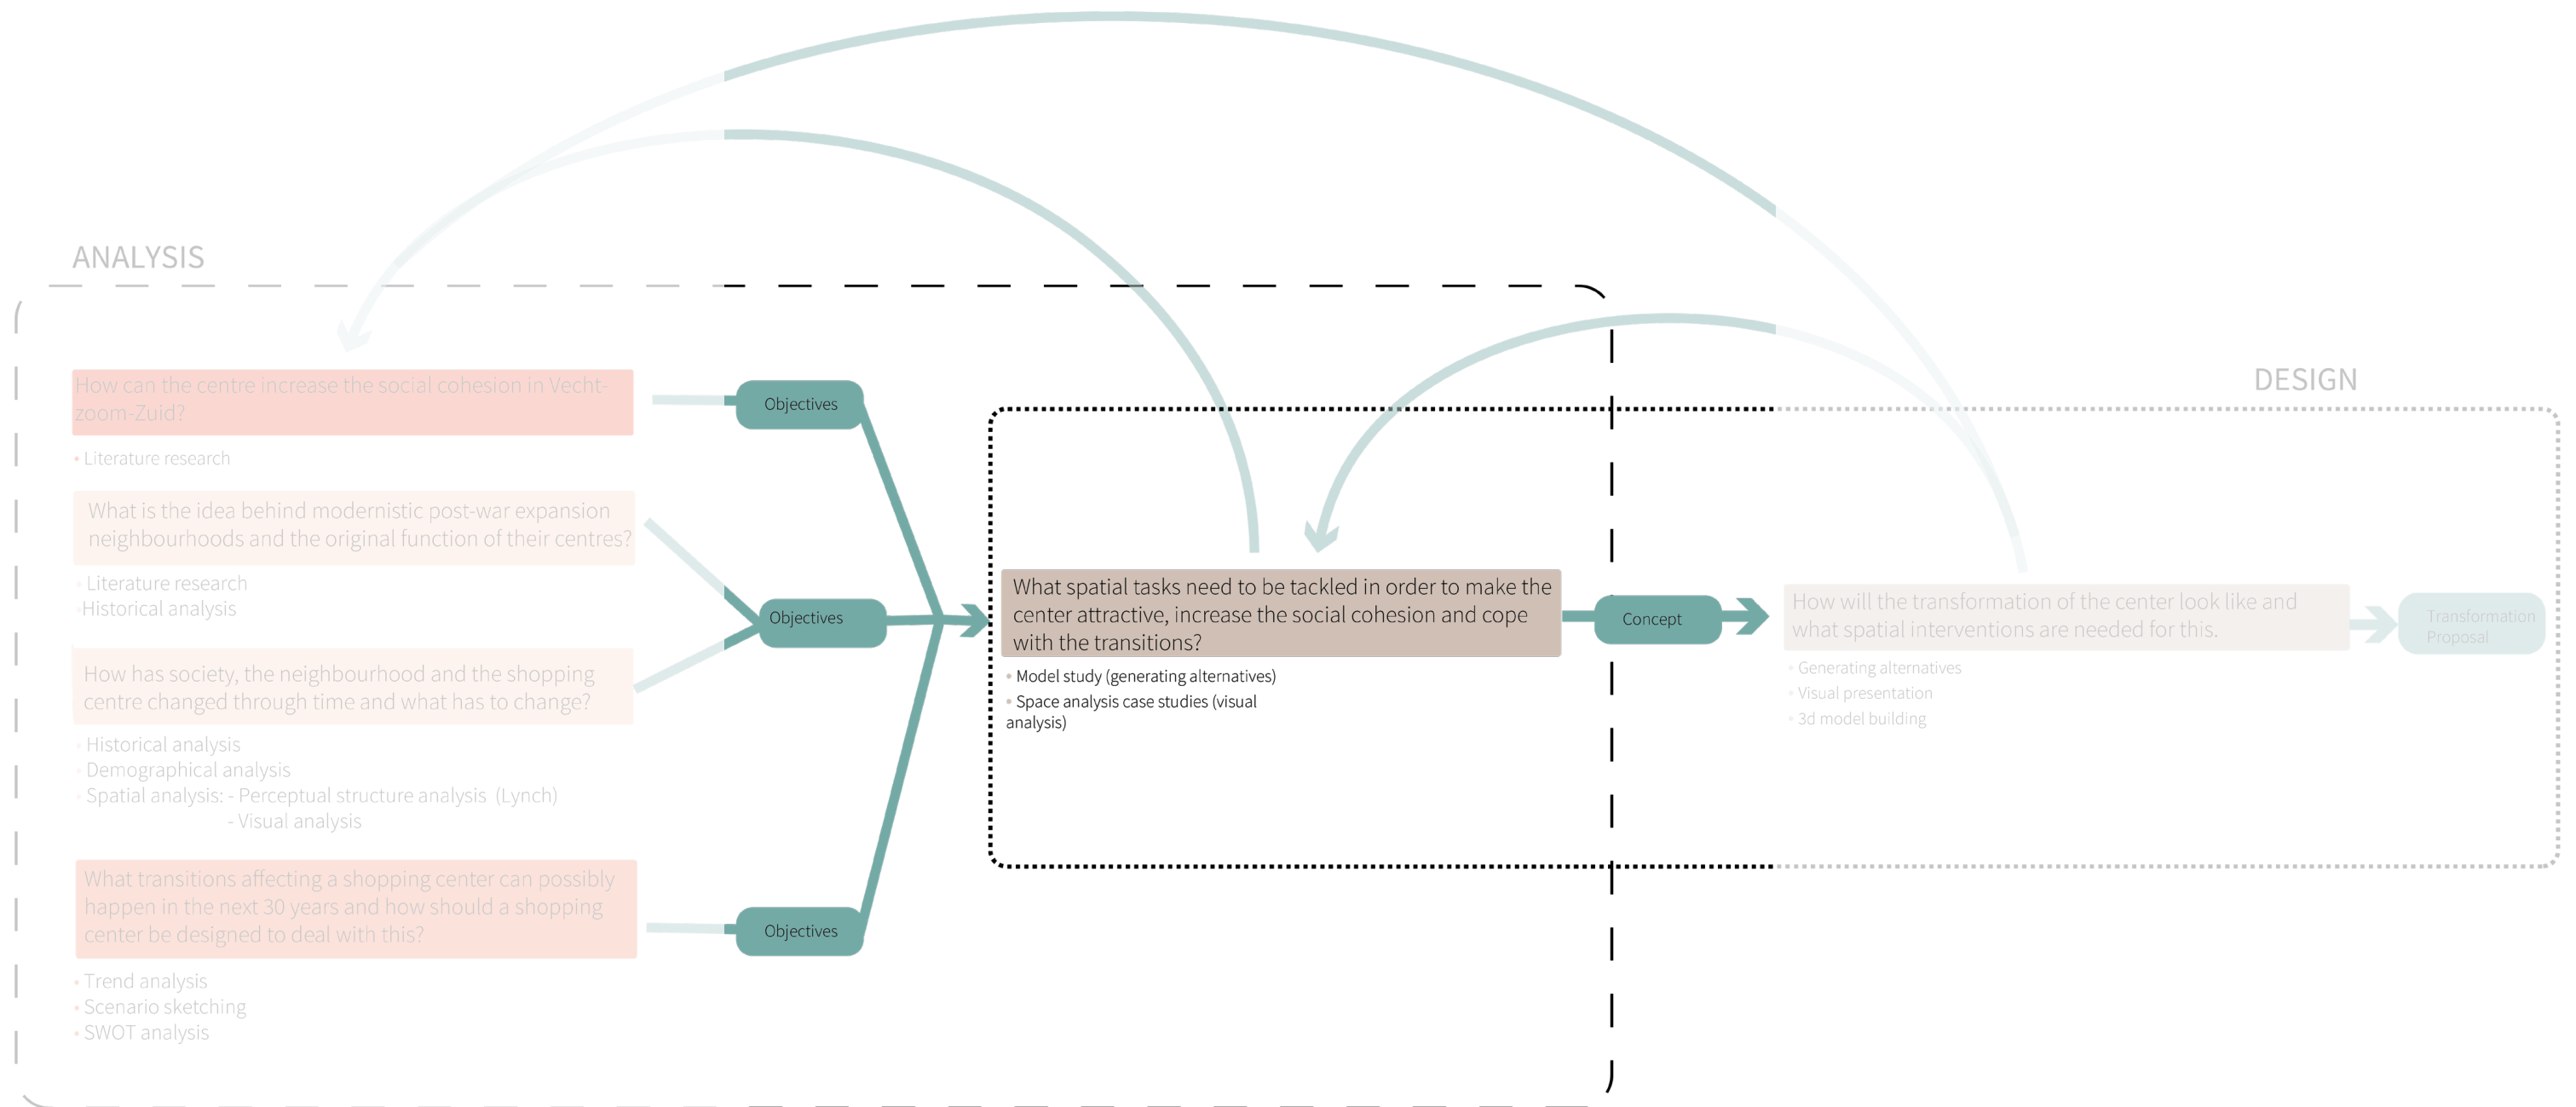 ANALYSIS
How can the centre increase the social cohesion in Vecht-
zoom-Zuid?
• Literature research
What is the idea behind modernistic post-war expansion
neighbourhoods and the original function of their centres?
• Literature research
•Historical analysis
How has society, the neighbourhood and the shopping
centre changed through time and what has to change?
• Historical analysis
• Demographical analysis
• Spatial analysis: - Perceptual structure analysis (Lynch)
- Visual analysis
What transitions affecting a shopping center can possibly
happen in the next 30 years and how should a shopping
center be designed to deal with this?
• Trend analysis
• Scenario sketching
• SWOT analysis
Objectives
Objectives
Objectives
What spatial tasks need to be tackled in order to make the
center attractive, increase the social cohesion and cope
with the transitions?
• Model study (generating alternatives)
• Space analysis case studies (visual
analysis)
Concept
DESIGN
How will the transformation of the center look like and
what spatial interventions are needed for this.
• Generating alternatives
• Visual presentation
• 3d model building
Transformation
Proposal